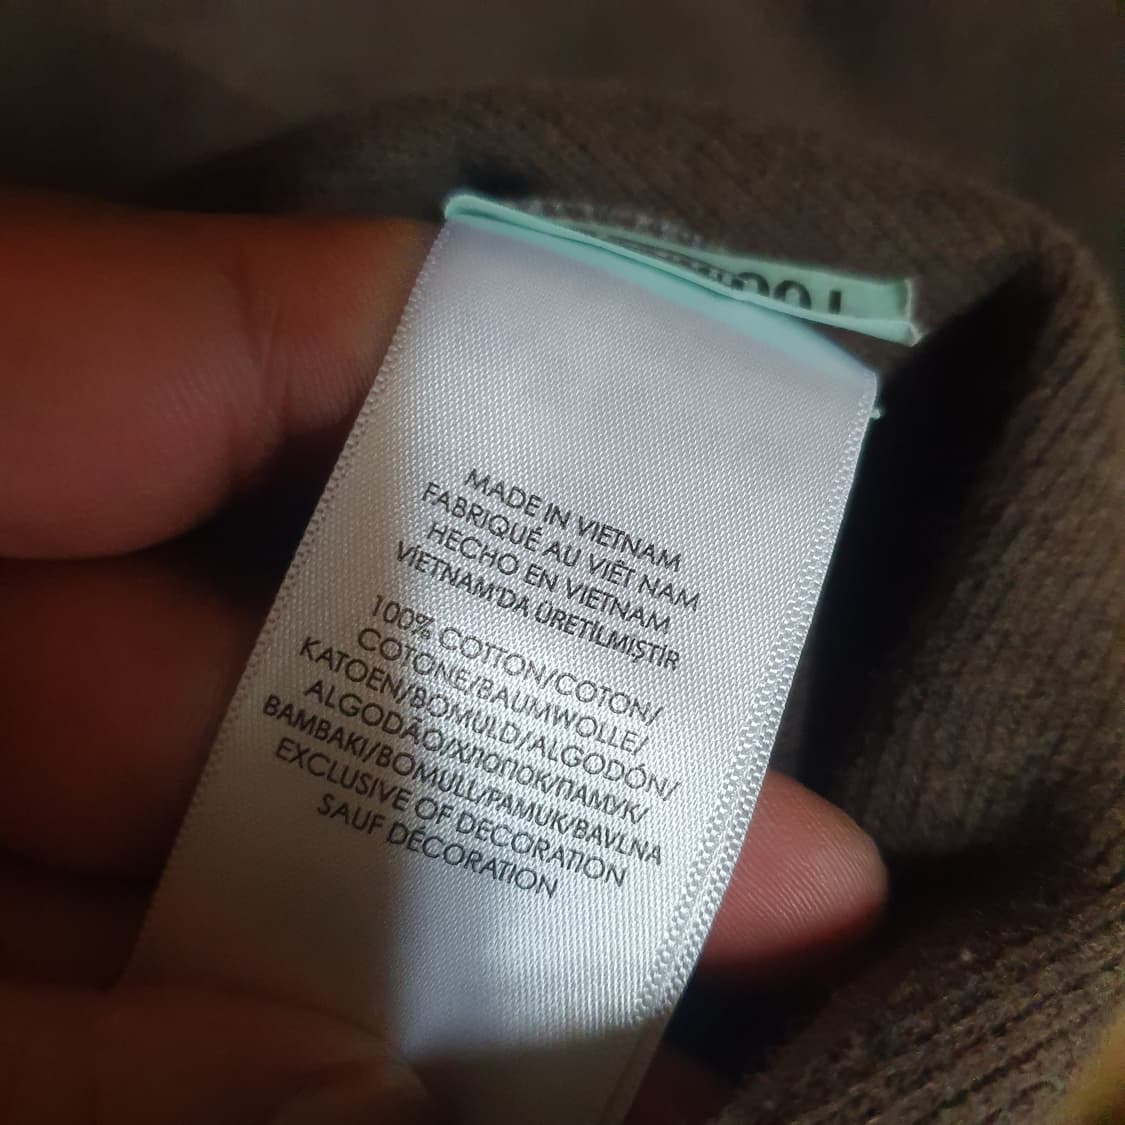 MADE IN VIETNAM
FABRIQUÉ AU VIÊT NAM
HECHO EN VIETNAM
VİETNAM'DA ÜRETİLMİŞTİR
100% COTTON/COTON/
COTONE/BAUMWOLLE/
KATOEN/BOMULD/ALGODÓN/
ALGODÃO/ХЛОПОК/ПАМУК/
BAMBAKI/BOMULL/PAMUK/BAVLNA
EXCLUSIVE OF DECORATION
SAUF DÉCORATION